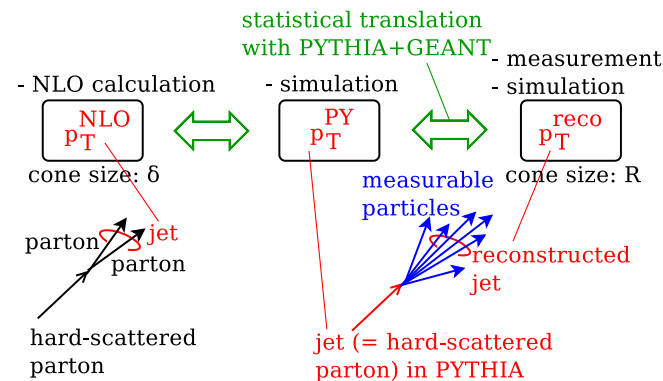 statistical translation
with PYTHIA+GEANT
- NLO calculation
- simulation
- measurement
- simulation
p_T^NLO
p_T^PY
p_T^reco
cone size: δ
cone size: R
measurable
particles
parton
jet
parton
reconstructed
jet
hard-scattered
parton
jet (= hard-scattered
parton) in PYTHIA